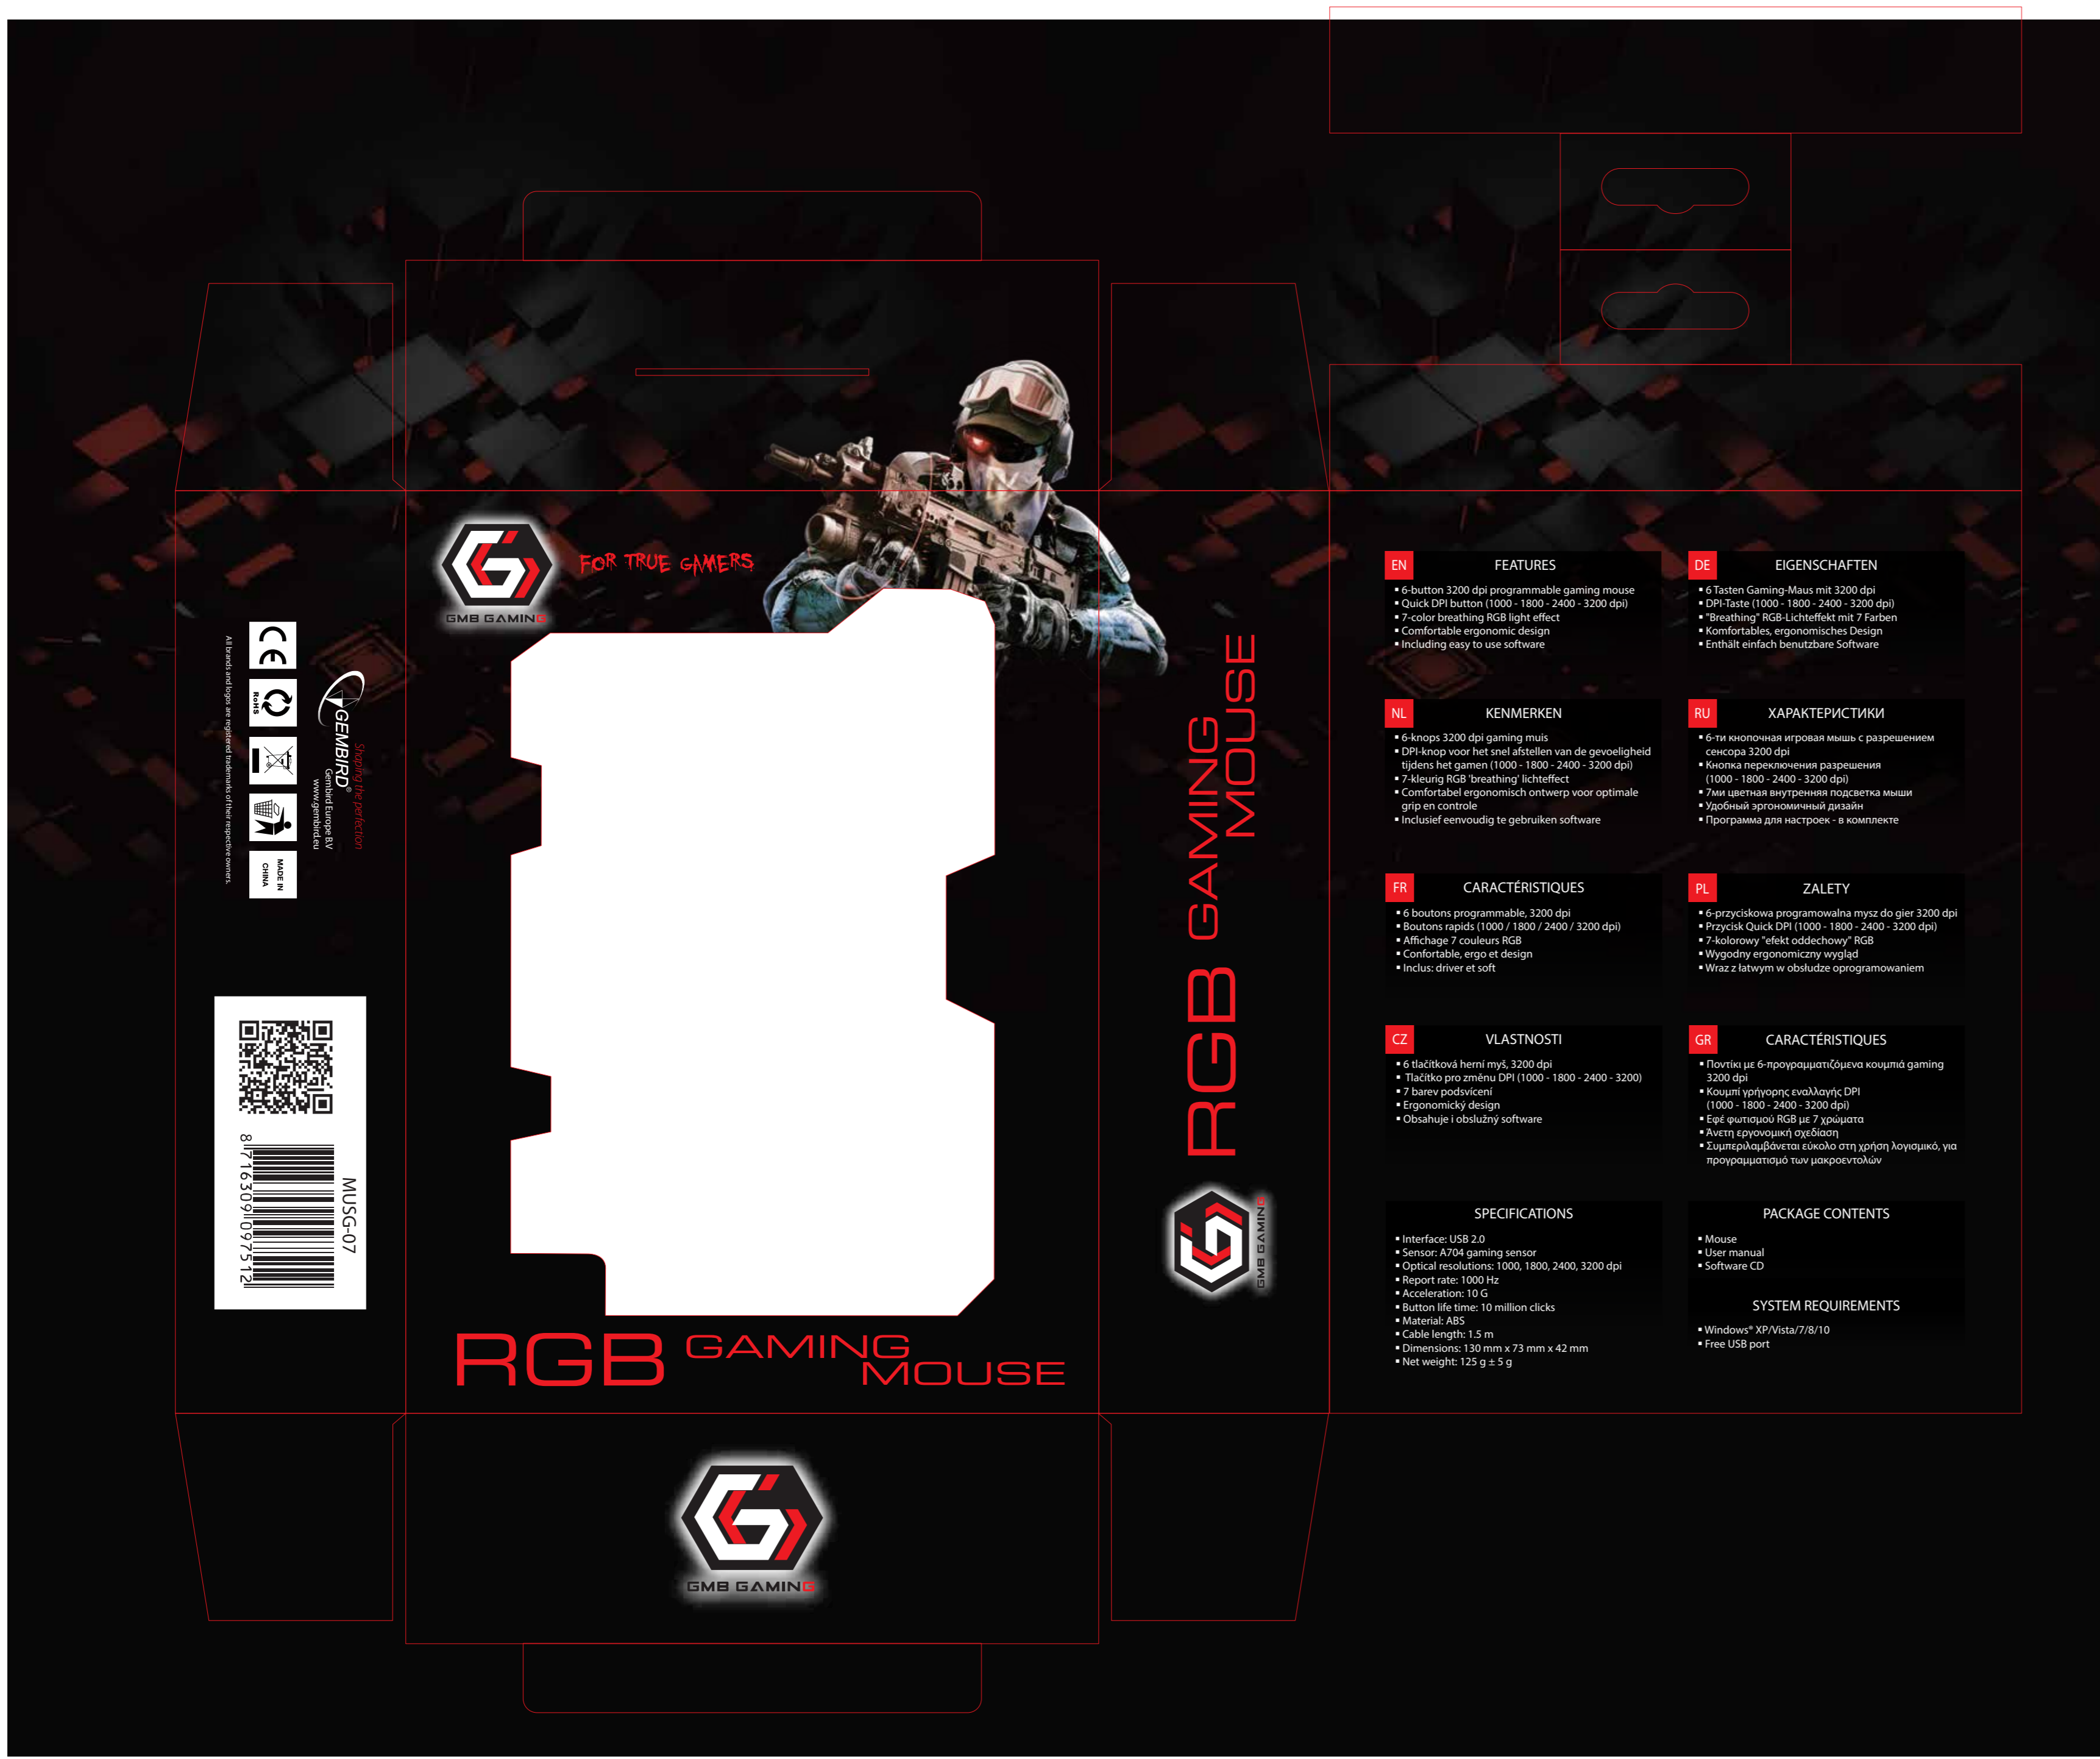 FOR TRUE GAMERS
GMB GAMING
RGB GAMING
MOUSE
GMB GAMING
RGB GAMING
MOUSE
GMB GAMING
Shaping the perfection
GEMBIRD®
Gembird Europe B.V
www.gembird.eu
CE
RoHS
MADE IN
CHINA
All brands and logos are registered trademarks of their respective owners.
MUSG-07
8 716309 097512
EN FEATURES
▪ 6-button 3200 dpi programmable gaming mouse
▪ Quick DPI button (1000 - 1800 - 2400 - 3200 dpi)
▪ 7-color breathing RGB light effect
▪ Comfortable ergonomic design
▪ Including easy to use software
DE EIGENSCHAFTEN
▪ 6 Tasten Gaming-Maus mit 3200 dpi
▪ DPI-Taste (1000 - 1800 - 2400 - 3200 dpi)
▪ "Breathing" RGB-Lichteffekt mit 7 Farben
▪ Komfortables, ergonomisches Design
▪ Enthält einfach benutzbare Software
NL KENMERKEN
▪ 6-knops 3200 dpi gaming muis
▪ DPI-knop voor het snel afstellen van de gevoeligheid
tijdens het gamen (1000 - 1800 - 2400 - 3200 dpi)
▪ 7-kleurig RGB 'breathing' lichteffect
▪ Comfortabel ergonomisch ontwerp voor optimale
grip en controle
▪ Inclusief eenvoudig te gebruiken software
RU ХАРАКТЕРИСТИКИ
▪ 6-ти кнопочная игровая мышь с разрешением
сенсора 3200 dpi
▪ Кнопка переключения разрешения
(1000 - 1800 - 2400 - 3200 dpi)
▪ 7ми цветная внутренняя подсветка мыши
▪ Удобный эргономичный дизайн
▪ Программа для настроек - в комплекте
FR CARACTÉRISTIQUES
▪ 6 boutons programmable, 3200 dpi
▪ Boutons rapids (1000 / 1800 / 2400 / 3200 dpi)
▪ Affichage 7 couleurs RGB
▪ Confortable, ergo et design
▪ Inclus: driver et soft
PL ZALETY
▪ 6-przyciskowa programowalna mysz do gier 3200 dpi
▪ Przycisk Quick DPI (1000 - 1800 - 2400 - 3200 dpi)
▪ 7-kolorowy "efekt oddechowy" RGB
▪ Wygodny ergonomiczny wygląd
▪ Wraz z łatwym w obsłudze oprogramowaniem
CZ VLASTNOSTI
▪ 6 tlačítková herní myš, 3200 dpi
▪ Tlačítko pro změnu DPI (1000 - 1800 - 2400 - 3200)
▪ 7 barev podsvícení
▪ Ergonomický design
▪ Obsahuje i obslužný software
GR CARACTÉRISTIQUES
▪ Ποντίκι με 6-προγραμματιζόμενα κουμπιά gaming
3200 dpi
▪ Κουμπί γρήγορης εναλλαγής DPI
(1000 - 1800 - 2400 - 3200 dpi)
▪ Εφέ φωτισμού RGB με 7 χρώματα
▪ Άνετη εργονομική σχεδίαση
▪ Συμπεριλαμβάνεται εύκολο στη χρήση λογισμικό, για
προγραμματισμό των μακροεντολών
SPECIFICATIONS
▪ Interface: USB 2.0
▪ Sensor: A704 gaming sensor
▪ Optical resolutions: 1000, 1800, 2400, 3200 dpi
▪ Report rate: 1000 Hz
▪ Acceleration: 10 G
▪ Button life time: 10 million clicks
▪ Material: ABS
▪ Cable length: 1.5 m
▪ Dimensions: 130 mm x 73 mm x 42 mm
▪ Net weight: 125 g ± 5 g
PACKAGE CONTENTS
▪ Mouse
▪ User manual
▪ Software CD
SYSTEM REQUIREMENTS
▪ Windows® XP/Vista/7/8/10
▪ Free USB port